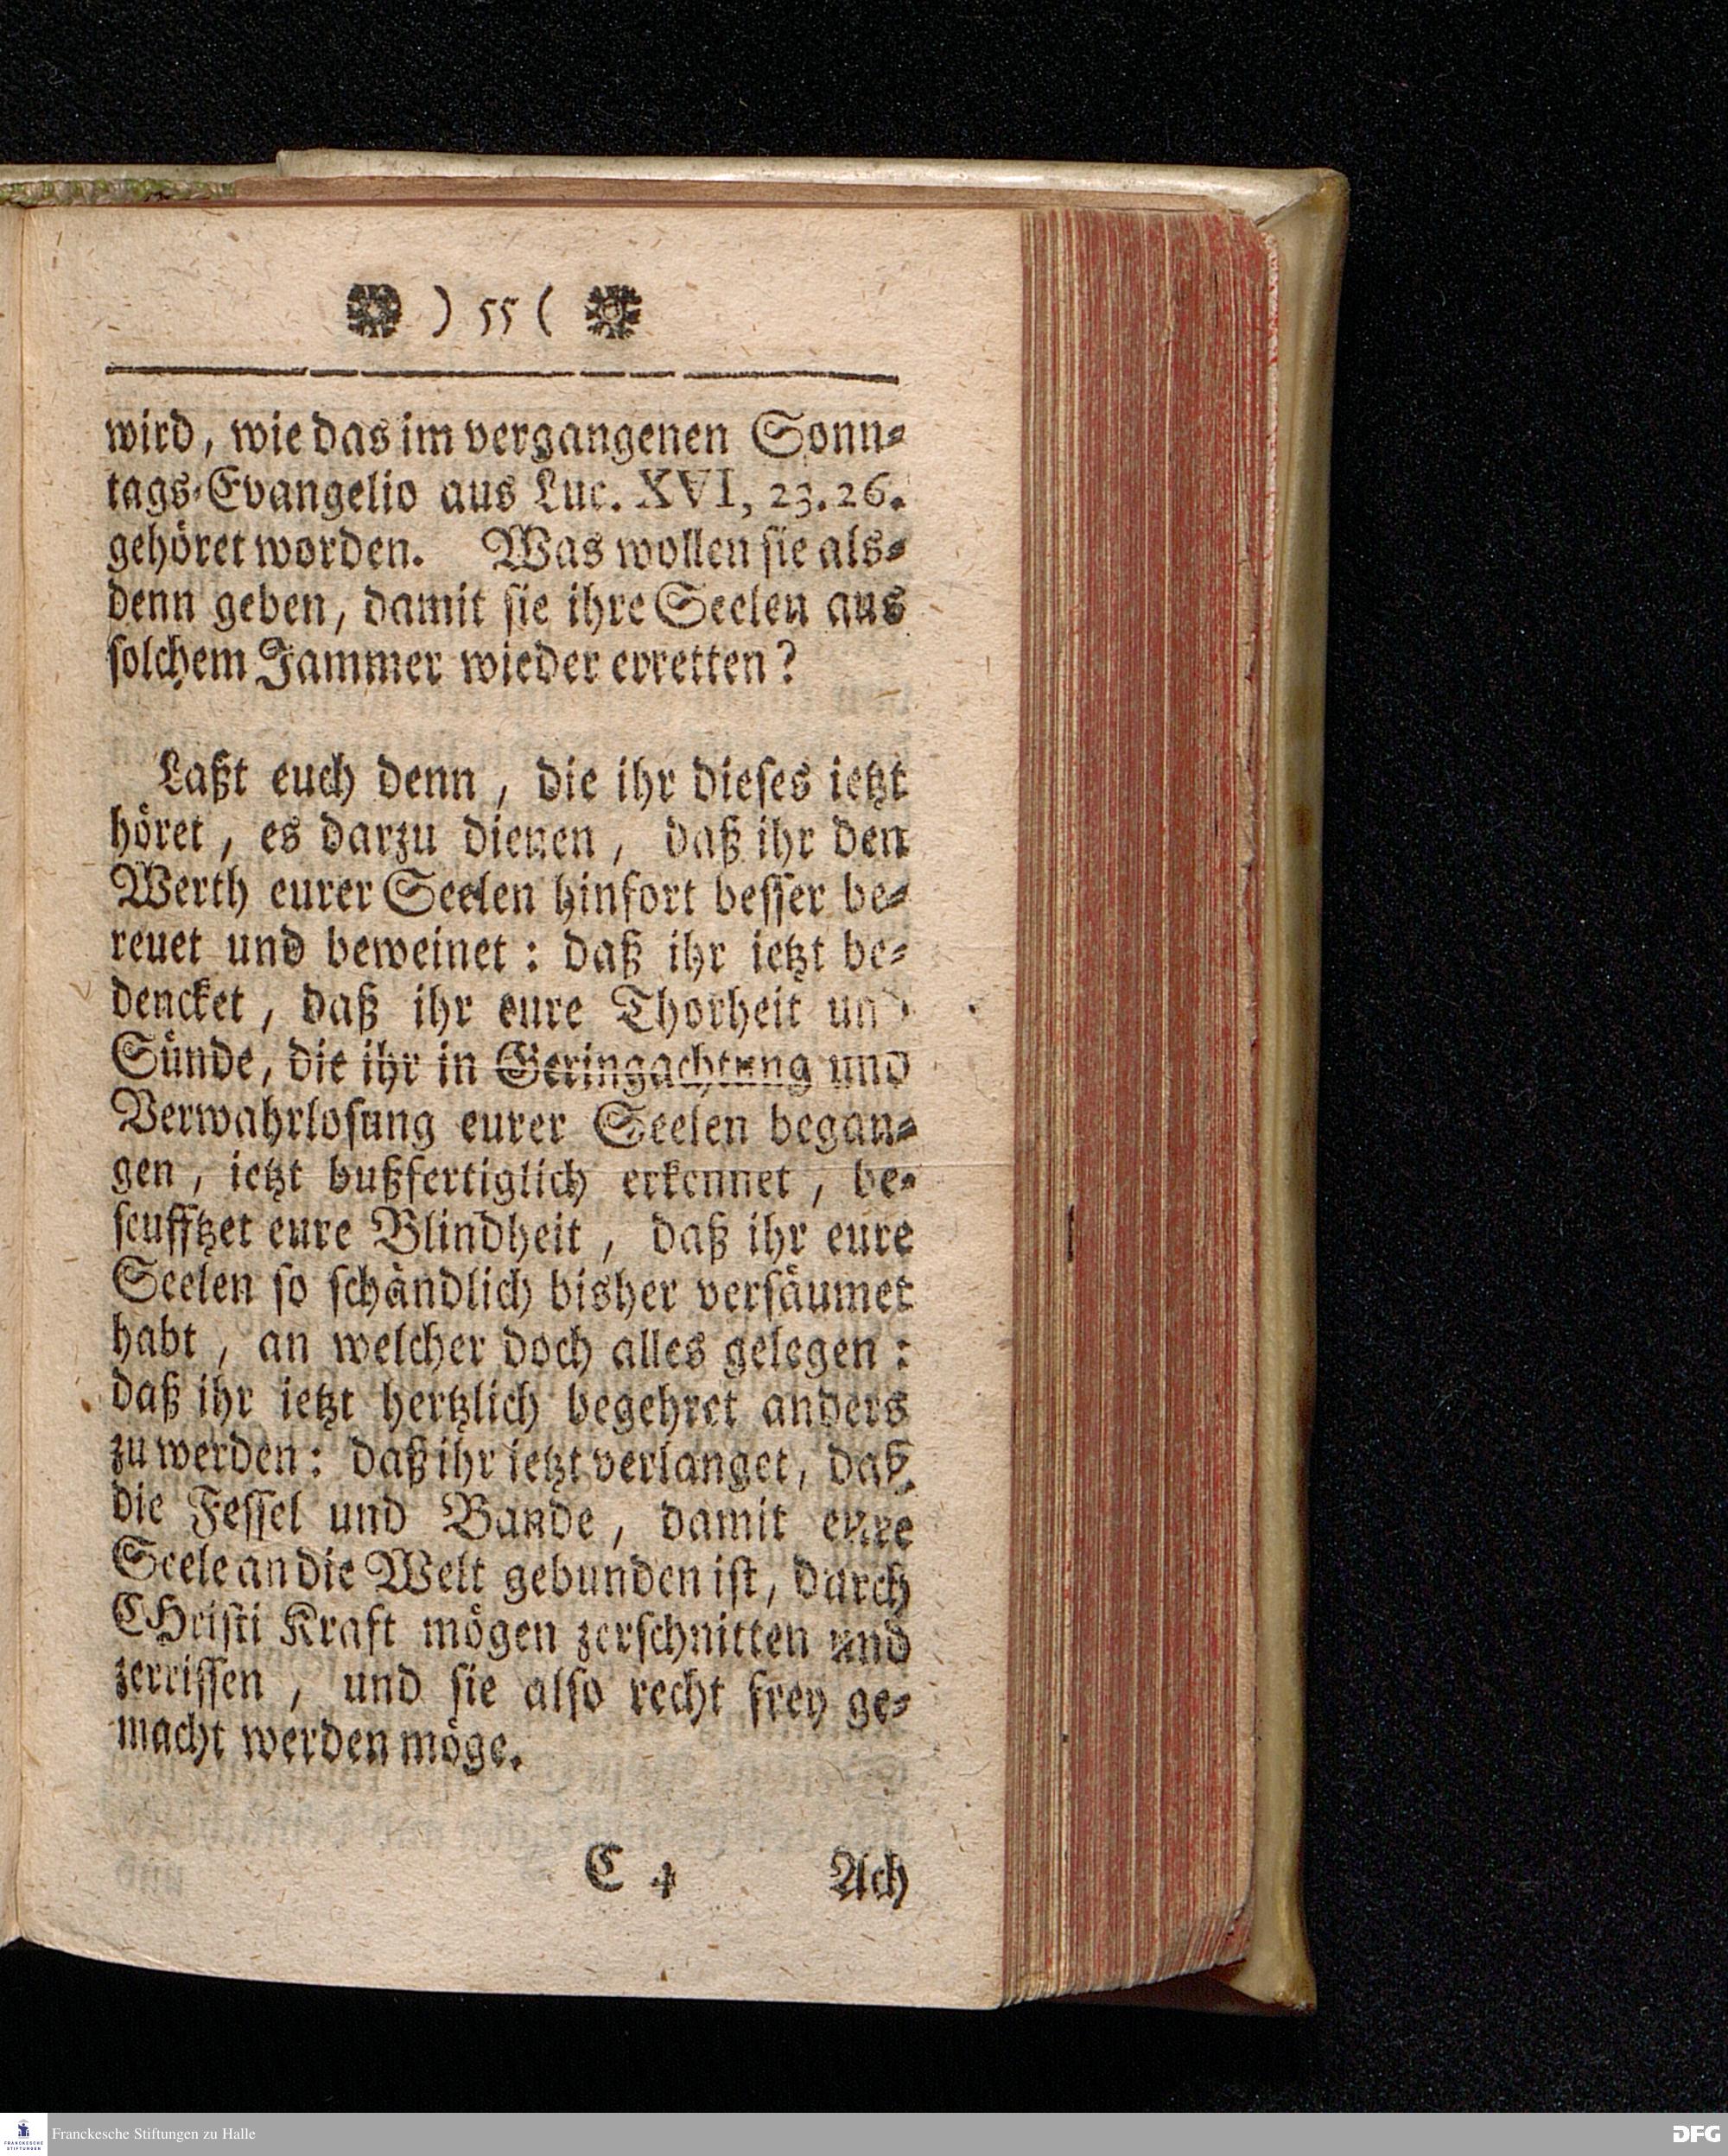 ) 55 (
wird, wie das im vergangenen Sonn-
tags-Evangelio aus Luc. XVI, 23. 26.
gehöret worden. Was wollen sie als-
denn geben, damit sie ihre Seelen aus
solchem Jammer wieder erretten?
Laßt euch denn, die ihr dieses ietzt
höret, es darzu dienen, daß ihr den
Werth eurer Seelen hinfort besser be-
reuet und beweinet: daß ihr ietzt be-
dencket, daß ihr eure Thorheit und
Sünde, die ihr in Geringachtung und
Verwahrlosung eurer Seelen began-
gen, ietzt bußfertiglich erkennet, be-
seufftzet eure Blindheit, daß ihr eure
Seelen so schändlich bisher versäumet
habt, an welcher doch alles gelegen:
daß ihr ietzt hertzlich begehret anders
zu werden: daß ihr ietzt verlanget, daß
die Fessel und Bande, damit eure
Seele an die Welt gebunden ist, durch
CHristi Kraft mögen zerschnitten und
zerrissen, und sie also recht frey ge-
macht werden möge.
C 4 Ach
FRANCKESCHE STIFTUNGEN
Franckesche Stiftungen zu Halle
DFG